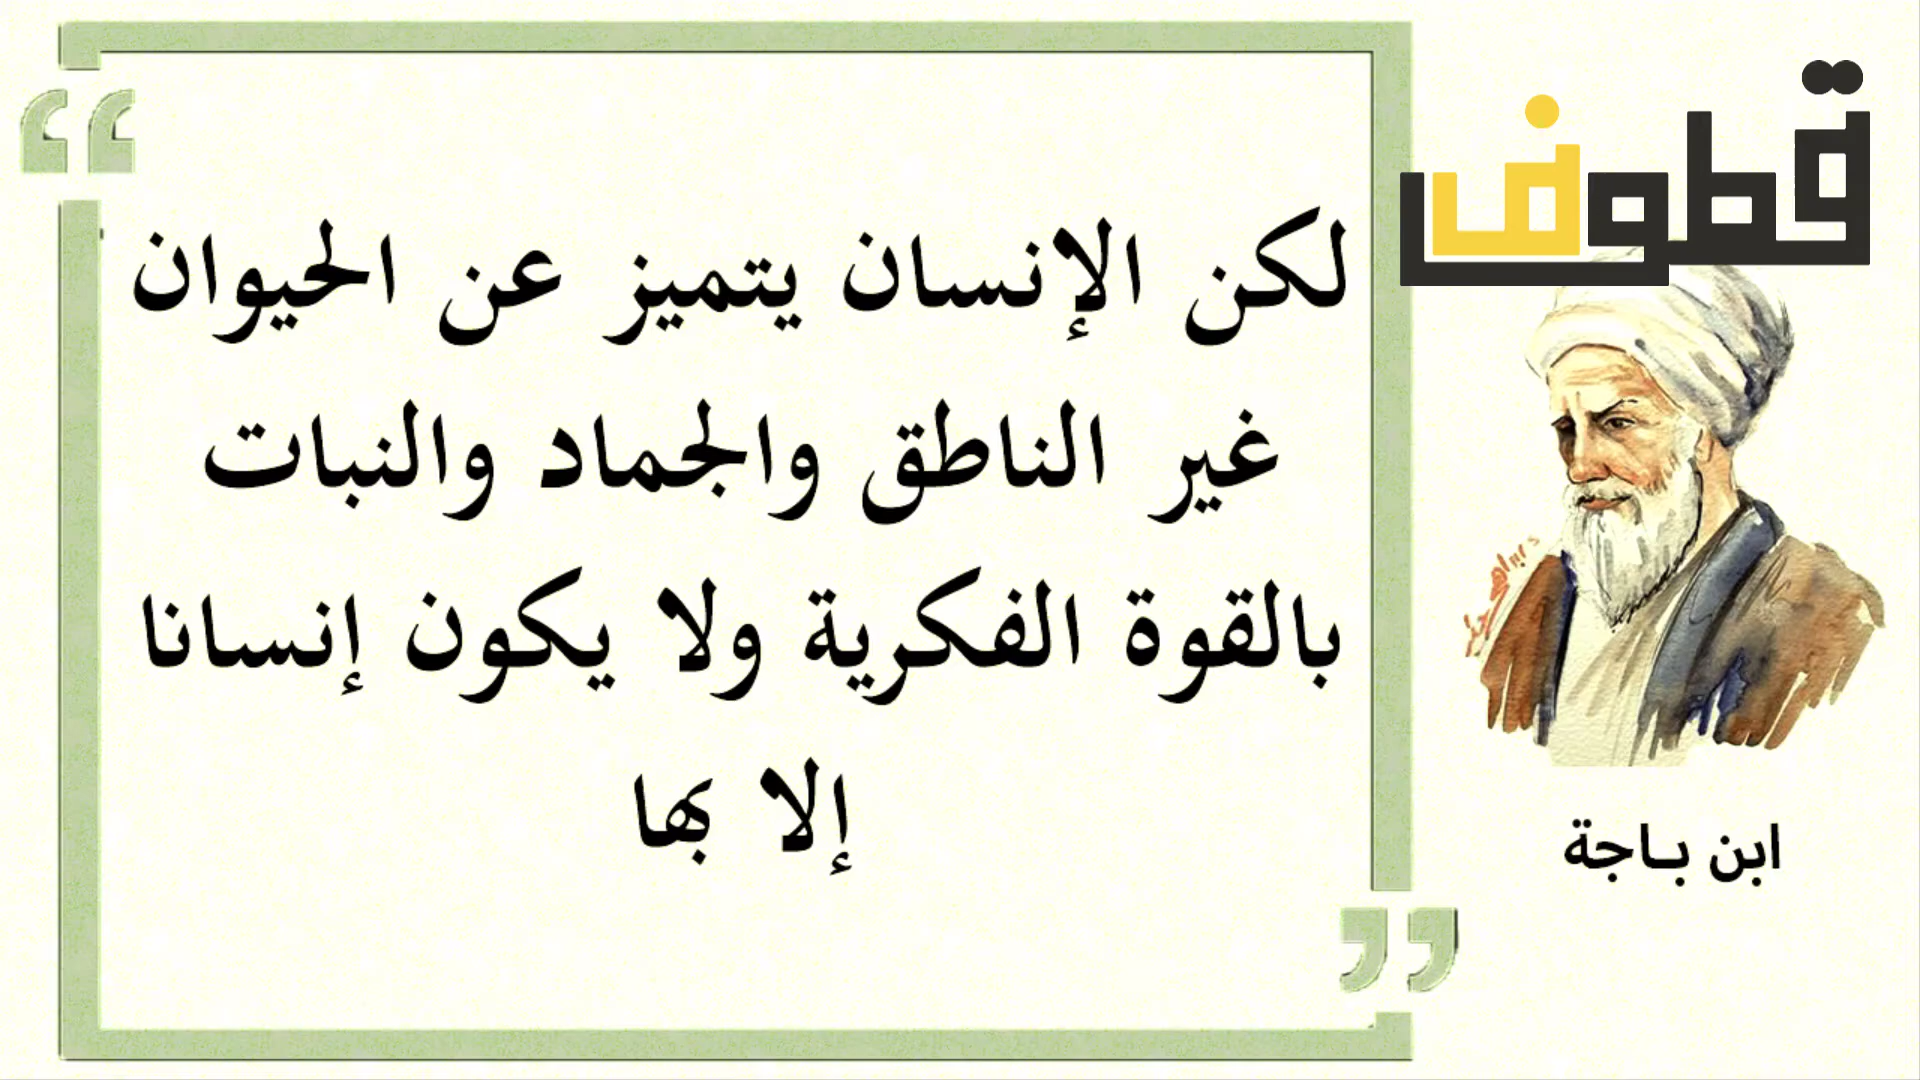 قطوف
لكن الإنسان يتميز عن الحيوان
غير الناطق والجماد والنبات
بالقوة الفكرية ولا يكون إنسانا
إلا بها
ابن باجة